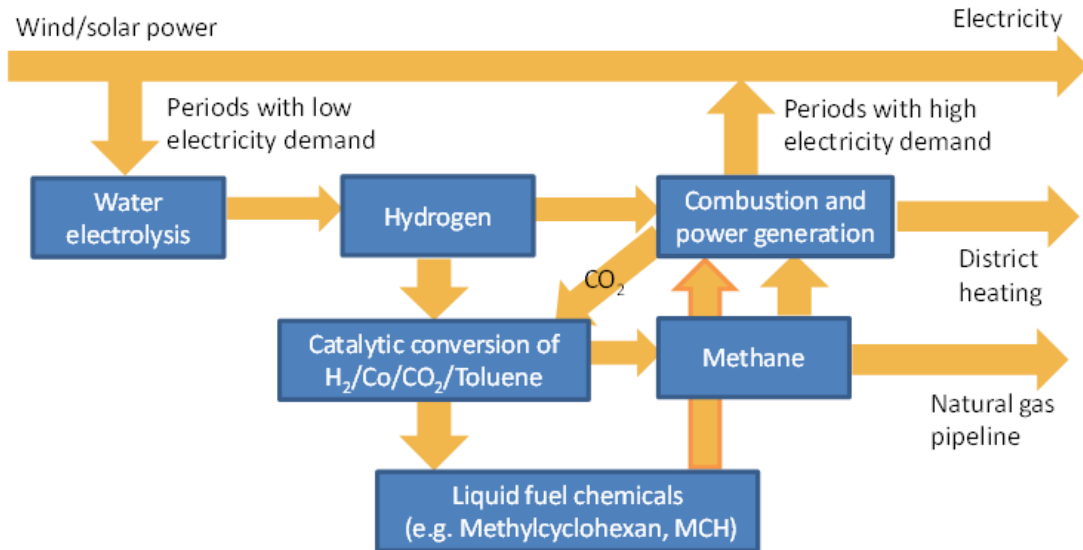 Wind/solar power
Electricity
Periods with low
electricity demand
Periods with high
electricity demand
Water
electrolysis
Hydrogen
Combustion and
power generation
CO₂
District
heating
Catalytic conversion of
H₂/Co/CO₂/Toluene
Methane
Natural gas
pipeline
Liquid fuel chemicals
(e.g. Methylcyclohexan, MCH)